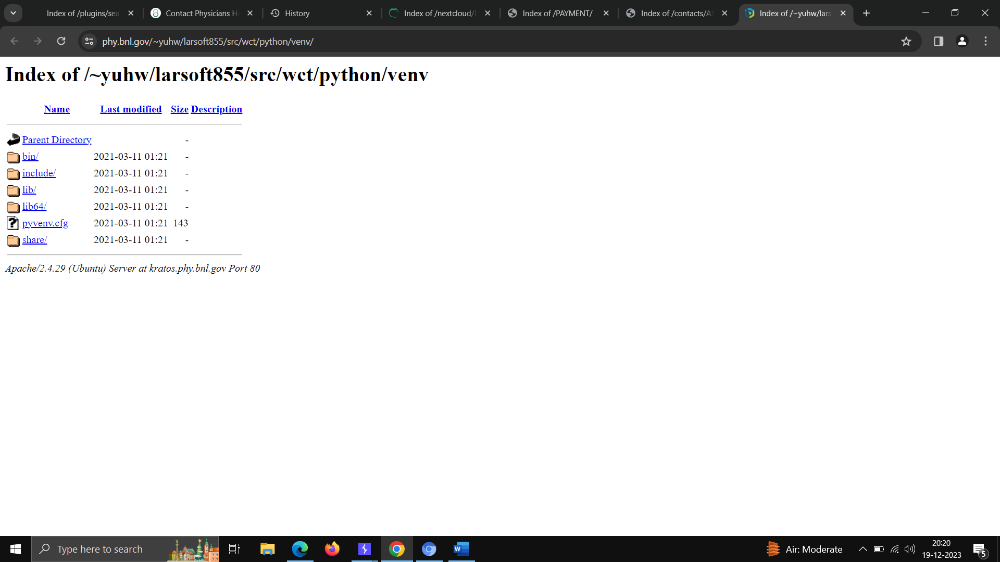 Index of /plugins/sea
Contact Physicians H
History
Index of /nextcloud/
Index of /PAYMENT/
Index of /contacts/AS
Index of /~yuhw/lars
phy.bnl.gov/~yuhw/larsoft855/src/wct/python/venv/
Index of /~yuhw/larsoft855/src/wct/python/venv
Name Last modified Size Description
Parent Directory -
bin/ 2021-03-11 01:21 -
include/ 2021-03-11 01:21 -
lib/ 2021-03-11 01:21 -
lib64/ 2021-03-11 01:21 -
pyvenv.cfg 2021-03-11 01:21 143
share/ 2021-03-11 01:21 -
Apache/2.4.29 (Ubuntu) Server at kratos.phy.bnl.gov Port 80
Type here to search
W
Air: Moderate
20:20
19-12-2023
5